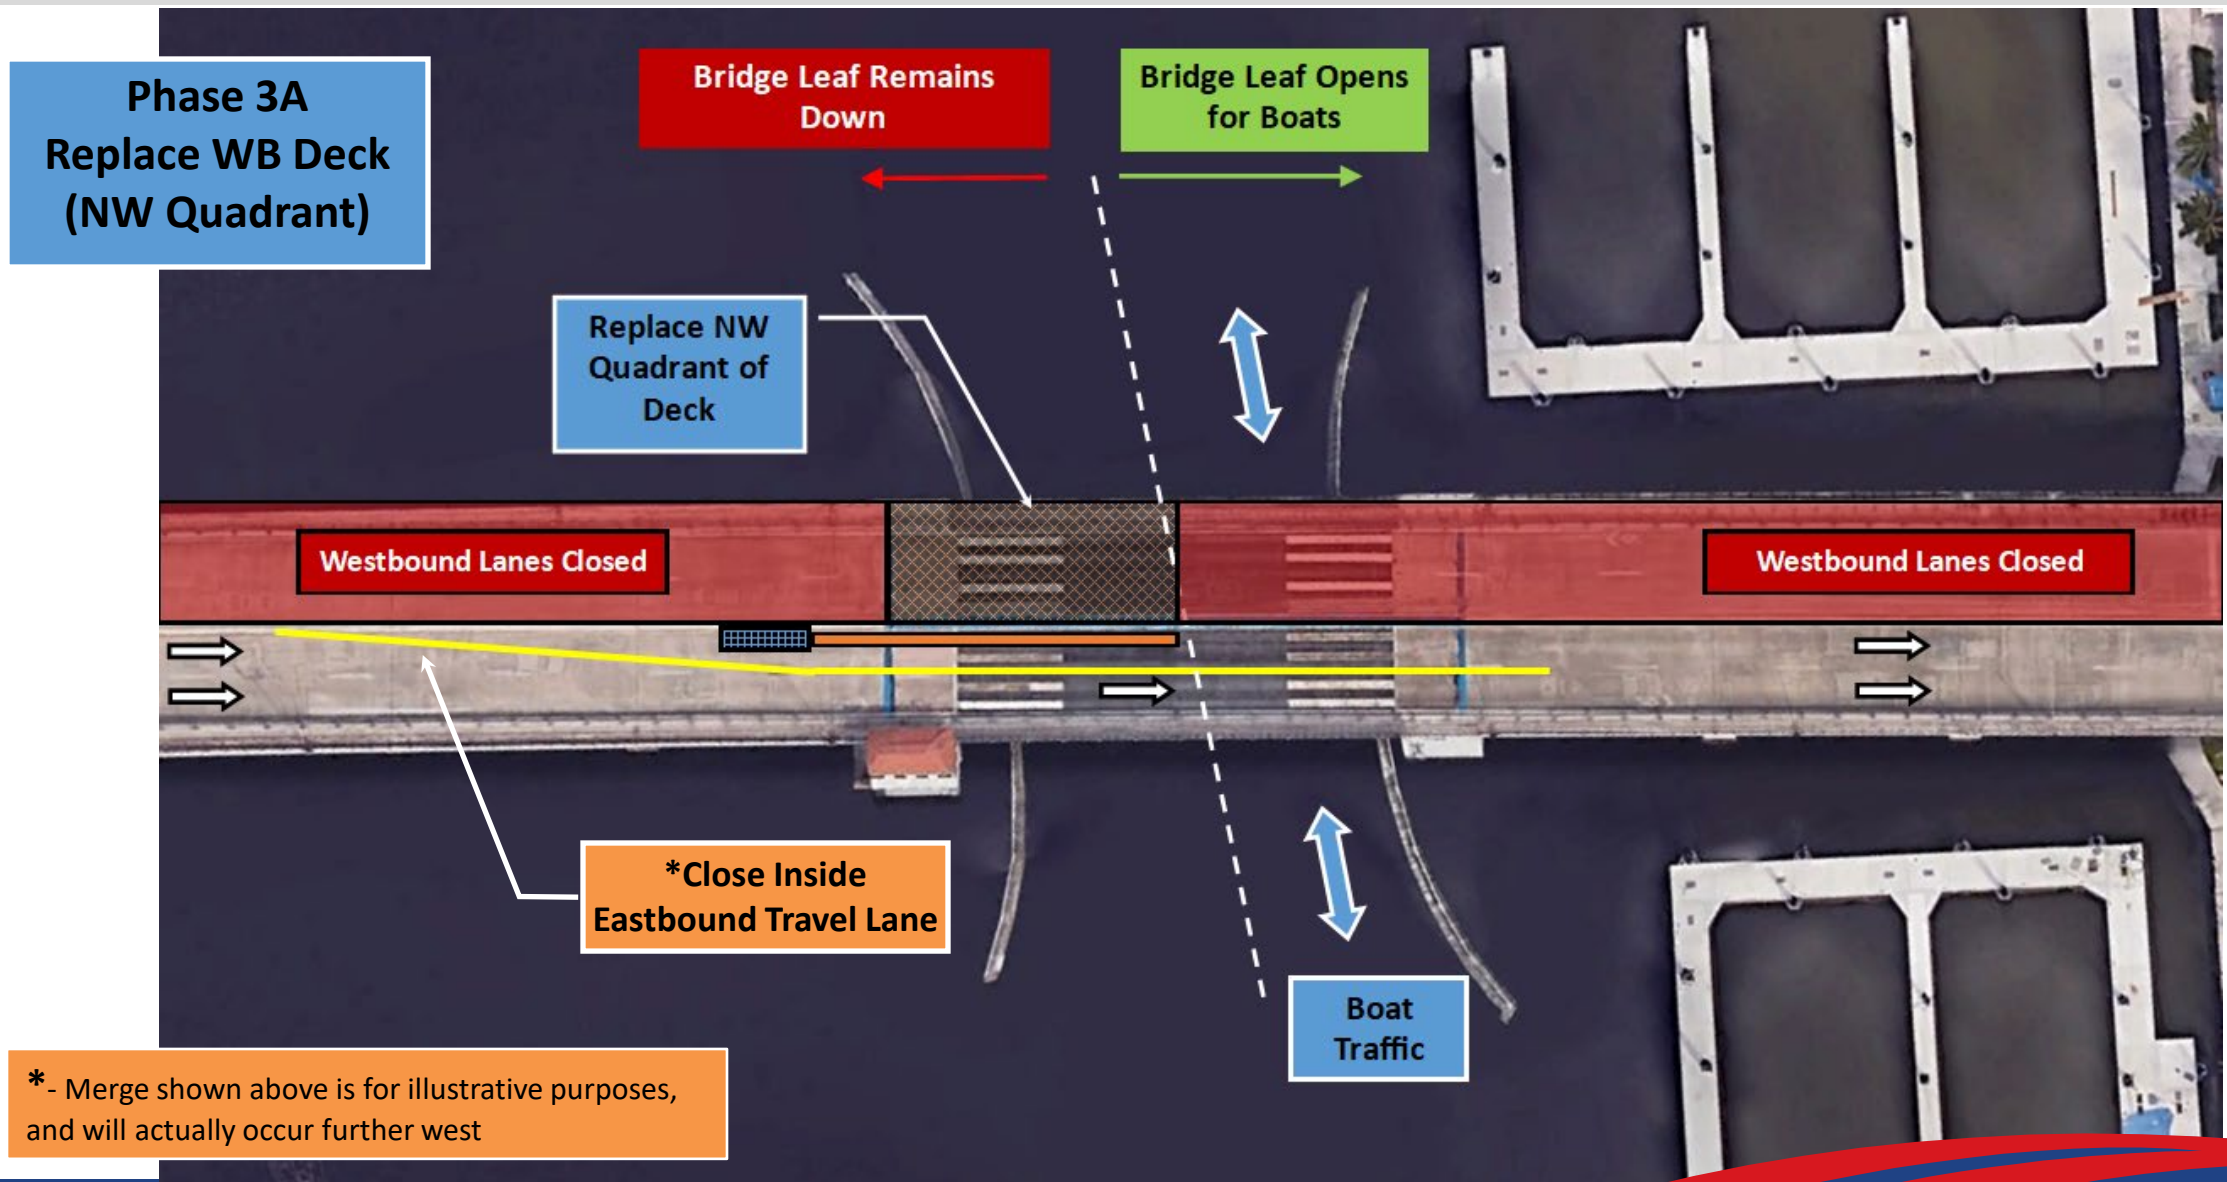 Phase 3A
Replace WB Deck
(NW Quadrant)
Bridge Leaf Remains
Down
Bridge Leaf Opens
for Boats
Replace NW
Quadrant of
Deck
Westbound Lanes Closed
Westbound Lanes Closed
*Close Inside
Eastbound Travel Lane
Boat
Traffic
*- Merge shown above is for illustrative purposes,
and will actually occur further west